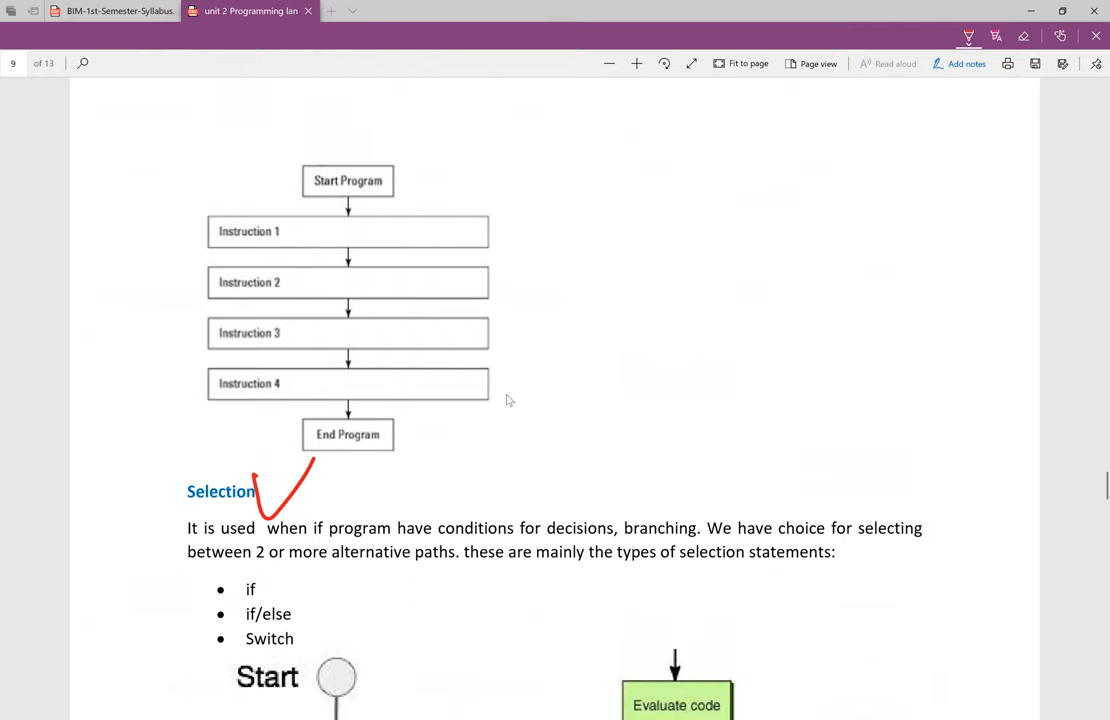 BIM-1st-Semester-Syllabus.
unit 2 Programming lan
9 of 13
Fit to page
Page view
Read aloud
Add notes
Start Program
Instruction 1
Instruction 2
Instruction 3
Instruction 4
End Program
Selection
It is used when if program have conditions for decisions, branching. We have choice for selecting
between 2 or more alternative paths. these are mainly the types of selection statements:
• if
• if/else
• Switch
Start
Evaluate code